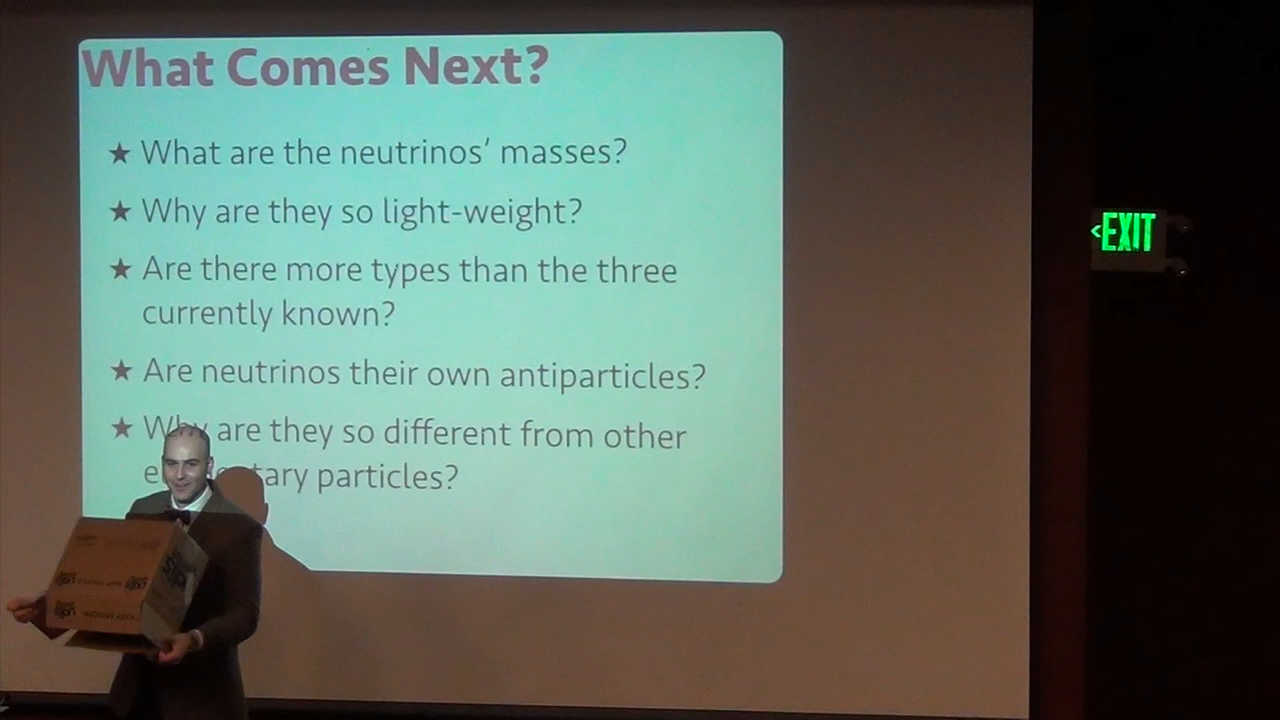 What Comes Next?
★ What are the neutrinos' masses?
★ Why are they so light-weight?
★ Are there more types than the three
currently known?
★ Are neutrinos their own antiparticles?
★ Why are they so different from other
particles?
<EXIT